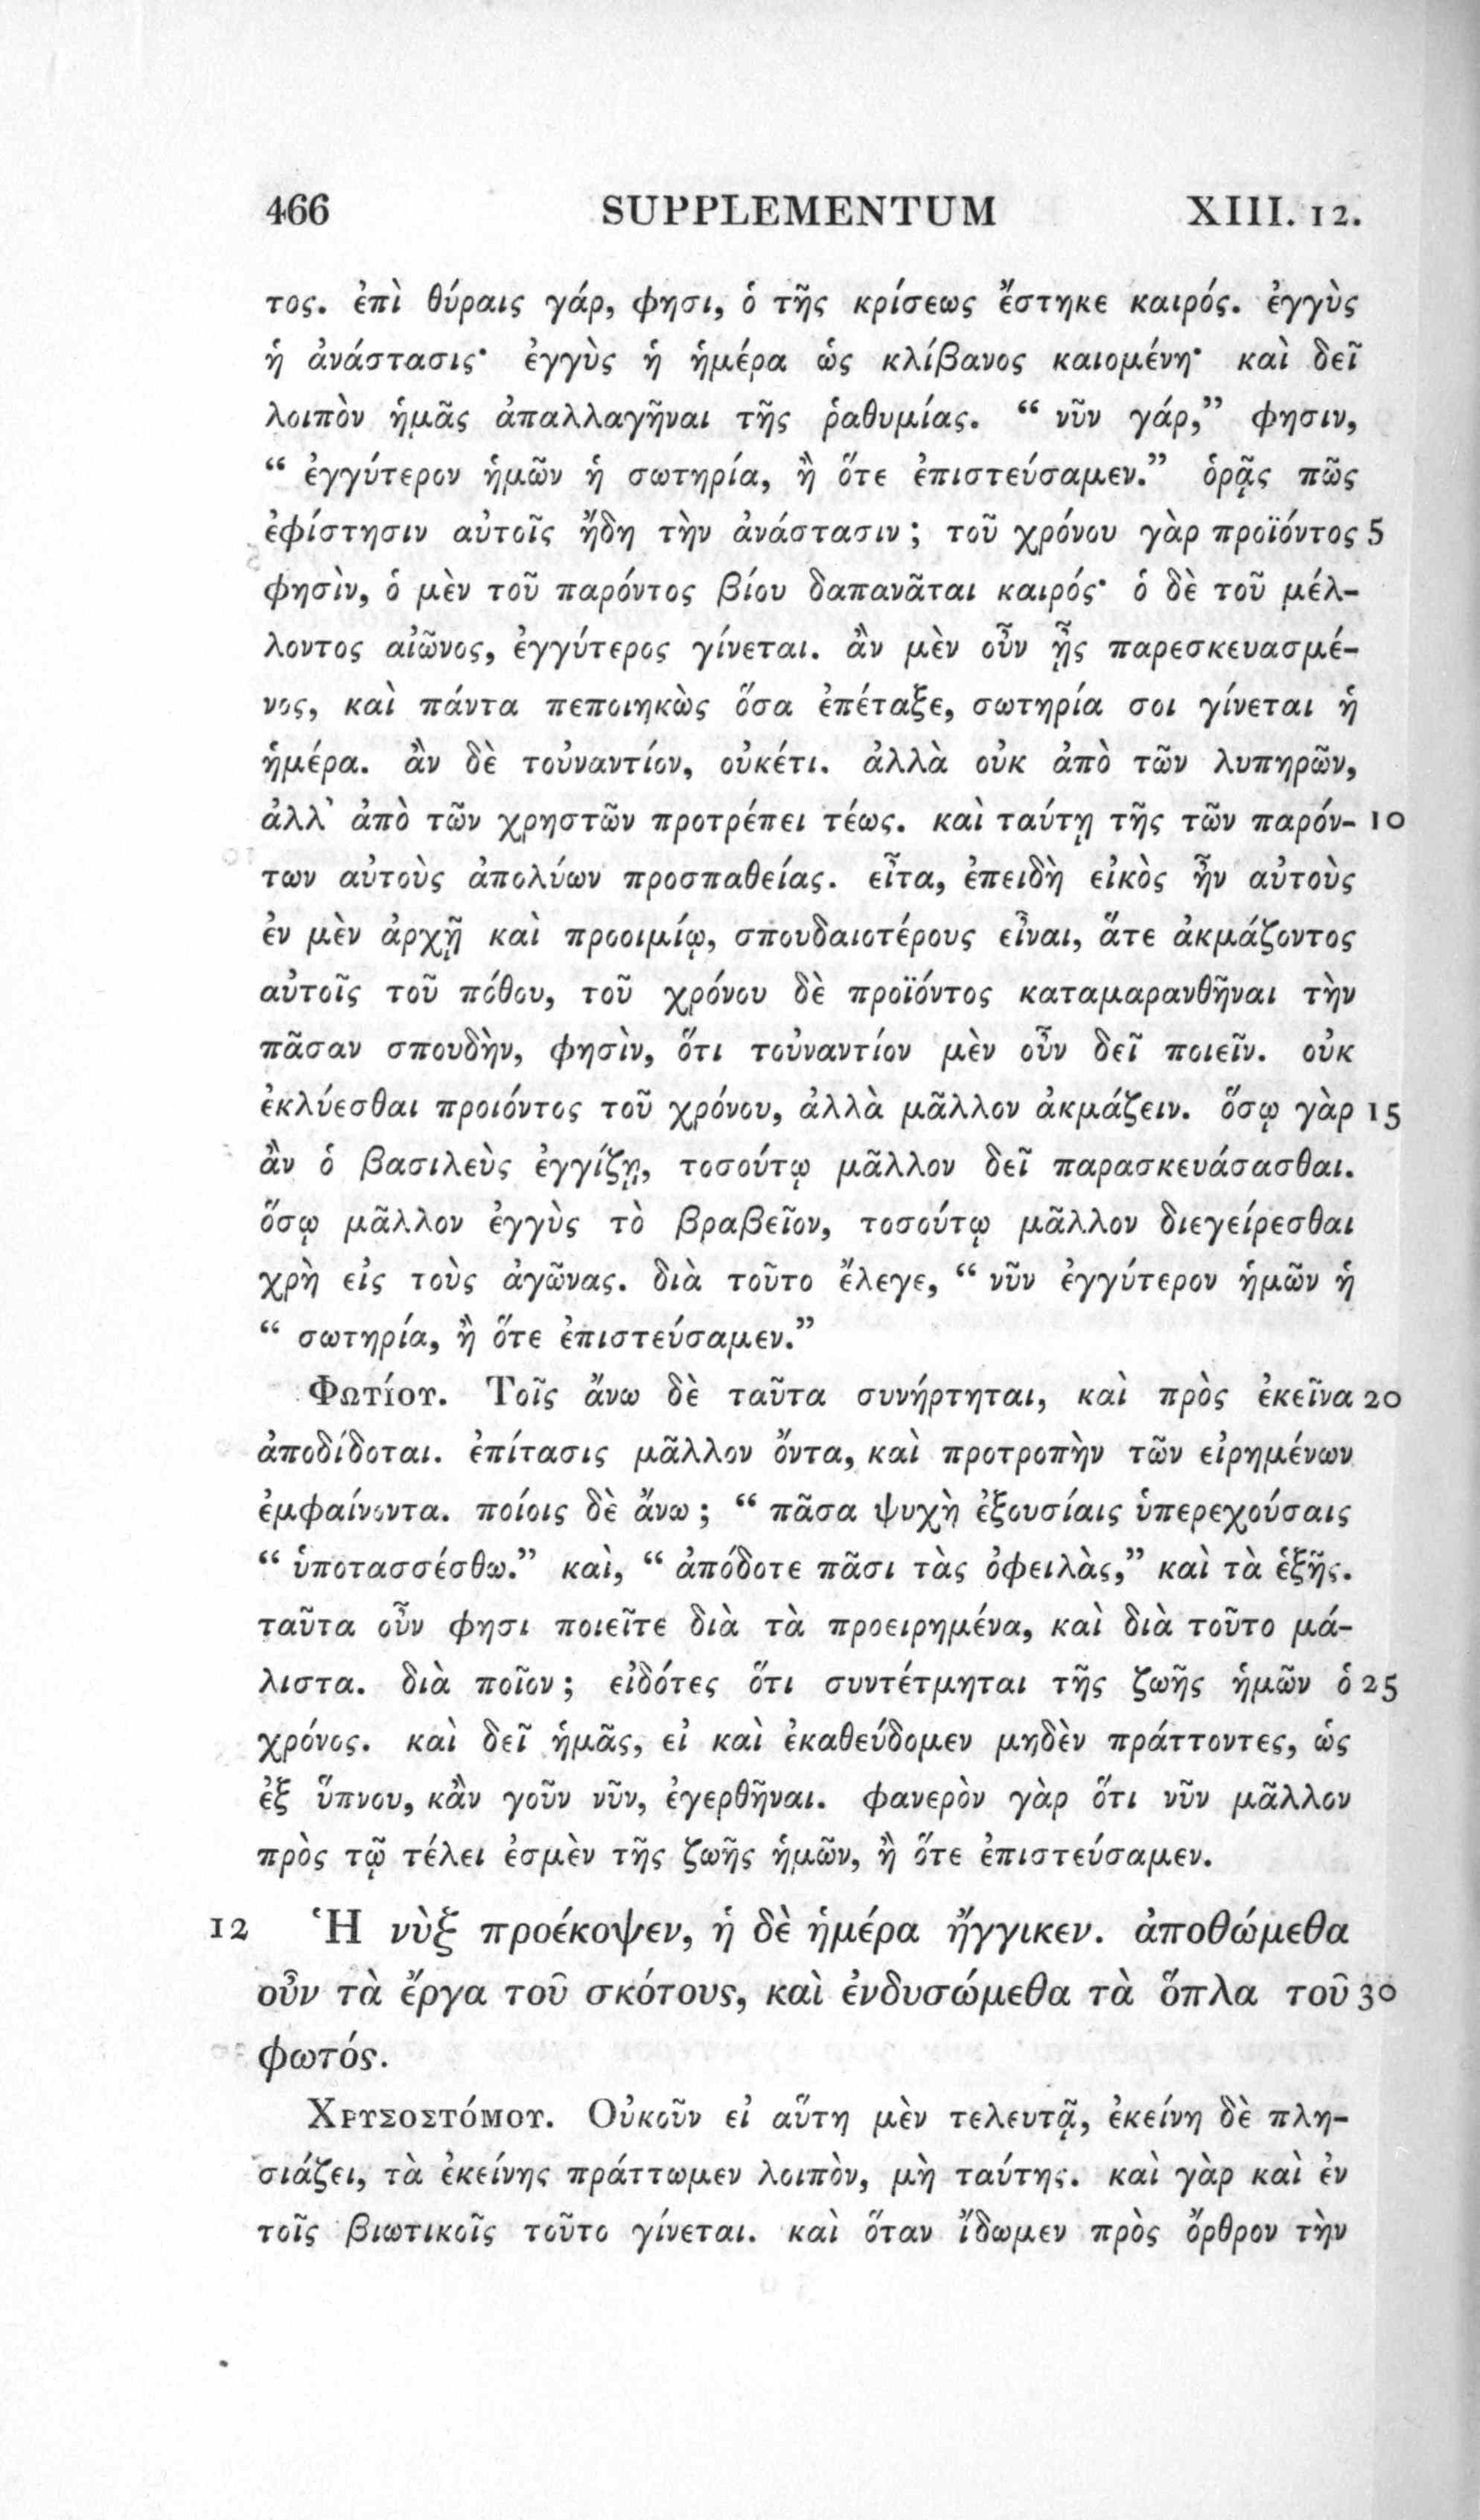 466 SUPPLEMENTUM XIII. 12.
τος. ἐπὶ θύραις γάρ, φησι, ὁ τῆς κρίσεως ἔστηκε καιρός. ἐγγὺς
ἡ ἀνάστασις· ἐγγὺς ἡ ἡμέρα ὡς κλίβανος καιομένη· καὶ δεῖ
λοιπὸν ἡμᾶς ἀπαλλαγῆναι τῆς ῥαθυμίας. “ νῦν γάρ,” φησιν,
“ ἐγγύτερον ἡμῶν ἡ σωτηρία, ἢ ὅτε ἐπιστεύσαμεν.” ὁρᾷς πῶς
ἐφίστησιν αὐτοῖς ἤδη τὴν ἀνάστασιν ; τοῦ χρόνου γὰρ προϊόντος 5
φησὶν, ὁ μὲν τοῦ παρόντος βίου δαπανᾶται καιρός· ὁ δὲ τοῦ μέλ-
λοντος αἰῶνος, ἐγγύτερος γίνεται. ἂν μὲν οὖν ᾖς παρεσκευασμέ-
νος, καὶ πάντα πεποιηκὼς ὅσα ἐπέταξε, σωτηρία σοι γίνεται ἡ
ἡμέρα. ἂν δὲ τοὐναντίον, οὐκέτι. ἀλλὰ οὐκ ἀπὸ τῶν λυπηρῶν,
ἀλλ’ ἀπὸ τῶν χρηστῶν προτρέπει τέως. καὶ ταύτῃ τῆς τῶν παρόν- 10
των αὐτοὺς ἀπολύων προσπαθείας. εἶτα, ἐπειδὴ εἰκὸς ἦν αὐτοὺς
ἐν μὲν ἀρχῇ καὶ προοιμίῳ, σπουδαιοτέρους εἶναι, ἅτε ἀκμάζοντος
αὐτοῖς τοῦ πόθου, τοῦ χρόνου δὲ προϊόντος καταμαρανθῆναι τὴν
πᾶσαν σπουδὴν, φησὶν, ὅτι τοὐναντίον μὲν οὖν δεῖ ποιεῖν. οὐκ
ἐκλύεσθαι προιόντος τοῦ χρόνου, ἀλλὰ μᾶλλον ἀκμάζειν. ὅσῳ γὰρ 15
ἂν ὁ βασιλεὺς ἐγγίζῃ, τοσούτῳ μᾶλλον δεῖ παρασκευάσασθαι.
ὅσῳ μᾶλλον ἐγγὺς τὸ βραβεῖον, τοσούτῳ μᾶλλον διεγείρεσθαι
χρὴ εἰς τοὺς ἀγῶνας. διὰ τοῦτο ἔλεγε, “ νῦν ἐγγύτερον ἡμῶν ἡ
“ σωτηρία, ἢ ὅτε ἐπιστεύσαμεν.”
Φωτίου. Τοῖς ἄνω δὲ ταῦτα συνήρτηται, καὶ πρὸς ἐκεῖνα 20
ἀποδίδοται. ἐπίτασις μᾶλλον ὄντα, καὶ προτροπὴν τῶν εἰρημένων
ἐμφαίνοντα. ποίοις δὲ ἄνω ; “ πᾶσα ψυχὴ ἐξουσίαις ὑπερεχούσαις
“ ὑποτασσέσθω.” καὶ, “ ἀπόδοτε πᾶσι τὰς ὀφειλὰς,” καὶ τὰ ἑξῆς.
ταῦτα οὖν φησι ποιεῖτε διὰ τὰ προειρημένα, καὶ διὰ τοῦτο μά-
λιστα. διὰ ποῖον ; εἰδότες ὅτι συντέτμηται τῆς ζωῆς ἡμῶν ὁ 25
χρόνος. καὶ δεῖ ἡμᾶς, εἰ καὶ ἐκαθεύδομεν μηδὲν πράττοντες, ὡς
ἐξ ὕπνου, κἂν γοῦν νῦν, ἐγερθῆναι. φανερὸν γὰρ ὅτι νῦν μᾶλλον
πρὸς τῷ τέλει ἐσμὲν τῆς ζωῆς ἡμῶν, ἢ ὅτε ἐπιστεύσαμεν.
12 Ἡ νὺξ προέκοψεν, ἡ δὲ ἡμέρα ἤγγικεν. ἀποθώμεθα
οὖν τὰ ἔργα τοῦ σκότους, καὶ ἐνδυσώμεθα τὰ ὅπλα τοῦ 30
φωτός.
Χρυσοστόμου. Οὐκοῦν εἰ αὕτη μὲν τελευτᾷ, ἐκείνη δὲ πλη-
σιάζει, τὰ ἐκείνης πράττωμεν λοιπὸν, μὴ ταύτης. καὶ γὰρ καὶ ἐν
τοῖς βιωτικοῖς τοῦτο γίνεται. καὶ ὅταν ἴδωμεν πρὸς ὄρθρον τὴν